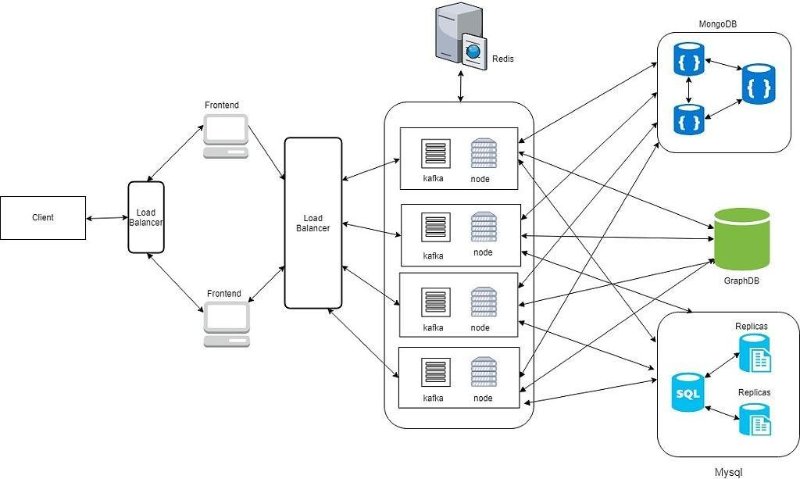 MongoDB
{ }
{ }
{ }
Redis
Frontend
kafka
node
Client
Load
Balancer
Load
Balancer
kafka
node
GraphDB
Frontend
kafka
node
Replicas
SQL
Replicas
kafka
node
Mysql